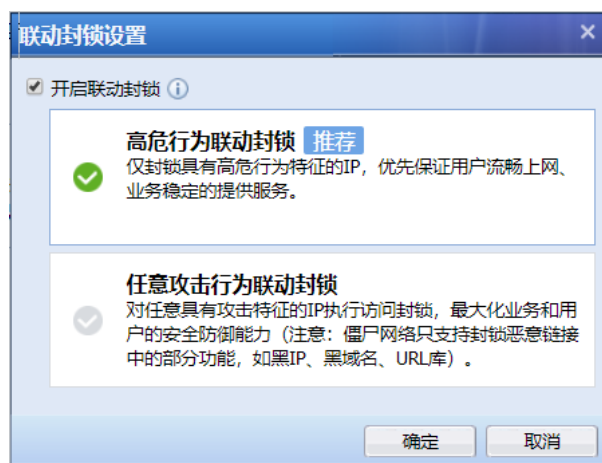 联动封锁设置
开启联动封锁
高危行为联动封锁 推荐
仅封锁具有高危行为特征的IP，优先保证用户流畅上网、
业务稳定的提供服务。
任意攻击行为联动封锁
对任意具有攻击特征的IP执行访问封锁，最大化业务和用
户的安全防御能力（注意：僵尸网络只支持封锁恶意链接
中的部分功能，如黑IP、黑域名、URL库）。
确定 取消